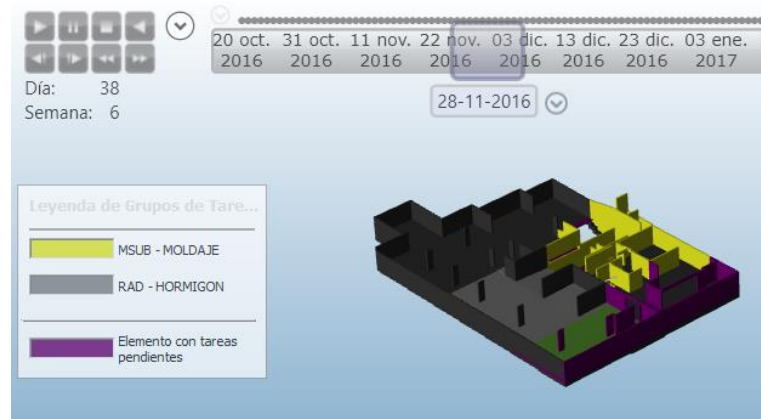 20 oct. 31 oct. 11 nov. 22 nov. 03 dic. 13 dic. 23 dic. 03 ene.
2016 2016 2016 2016 2016 2016 2016 2017
Día: 38
Semana: 6
28-11-2016
Leyenda de Grupos de Tare...
MSUB - MOLDAJE
RAD - HORMIGON
Elemento con tareas
pendientes